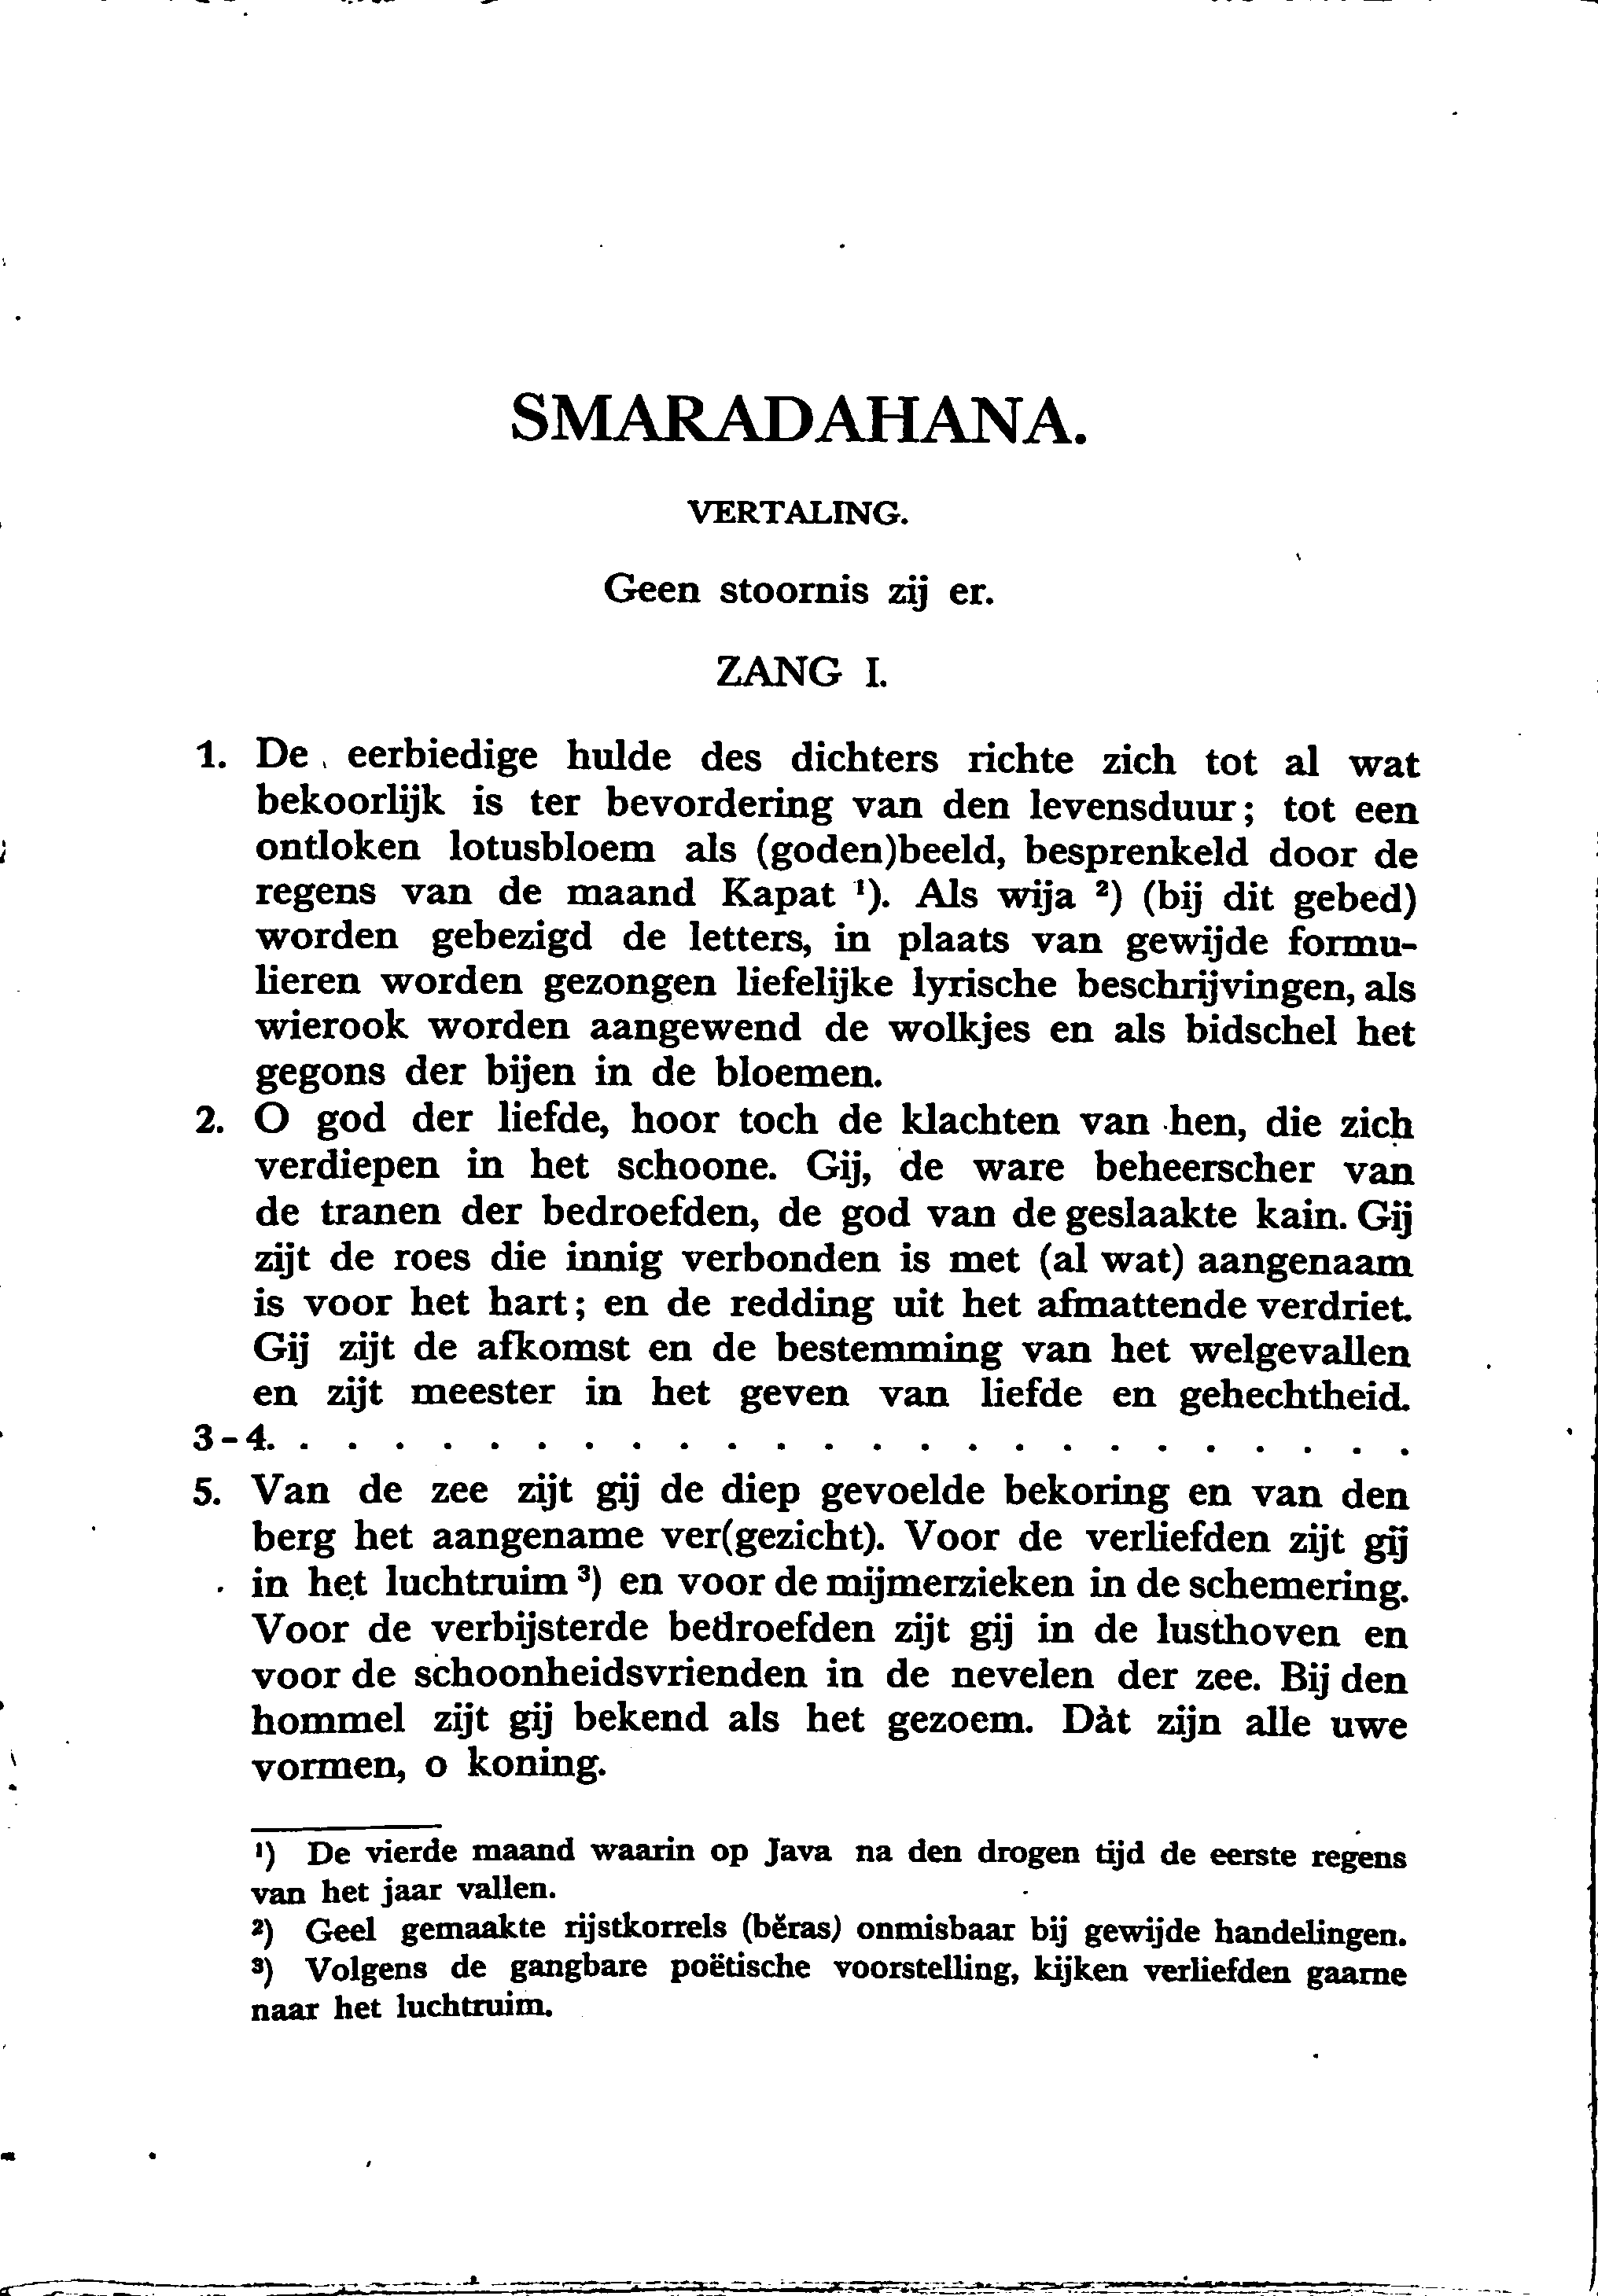 SMARADAHANA.
VERTALING.
Geen stoornis zij er.
ZANG I.
1. De eerbiedige hulde des dichters richte zich tot al wat
bekoorlijk is ter bevordering van den levensduur; tot een
ontloken lotusbloem als (goden)beeld, besprenkeld door de
regens van de maand Kapat ¹). Als wija ²) (bij dit gebed)
worden gebezigd de letters, in plaats van gewijde formu-
lieren worden gezongen liefelijke lyrische beschrijvingen, als
wierook worden aangewend de wolkjes en als bidschel het
gegons der bijen in de bloemen.
2. O god der liefde, hoor toch de klachten van hen, die zich
verdiepen in het schoone. Gij, de ware beheerscher van
de tranen der bedroefden, de god van de geslaakte kain. Gij
zijt de roes die innig verbonden is met (al wat) aangenaam
is voor het hart; en de redding uit het afmattende verdriet.
Gij zijt de afkomst en de bestemming van het welgevallen
en zijt meester in het geven van liefde en gehechtheid.
3-4. . . . . . . . . . . . . . . . . . . . . . . . .
5. Van de zee zijt gij de diep gevoelde bekoring en van den
berg het aangename ver(gezicht). Voor de verliefden zijt gij
in het luchtruim ³) en voor de mijmerzieken in de schemering.
Voor de verbijsterde bedroefden zijt gij in de lusthoven en
voor de schoonheidsvrienden in de nevelen der zee. Bij den
hommel zijt gij bekend als het gezoem. Dàt zijn alle uwe
vormen, o koning.
¹) De vierde maand waarin op Java na den drogen tijd de eerste regens
van het jaar vallen.
²) Geel gemaakte rijstkorrels (bĕras) onmisbaar bij gewijde handelingen.
³) Volgens de gangbare poëtische voorstelling, kijken verliefden gaarne
naar het luchtruim.